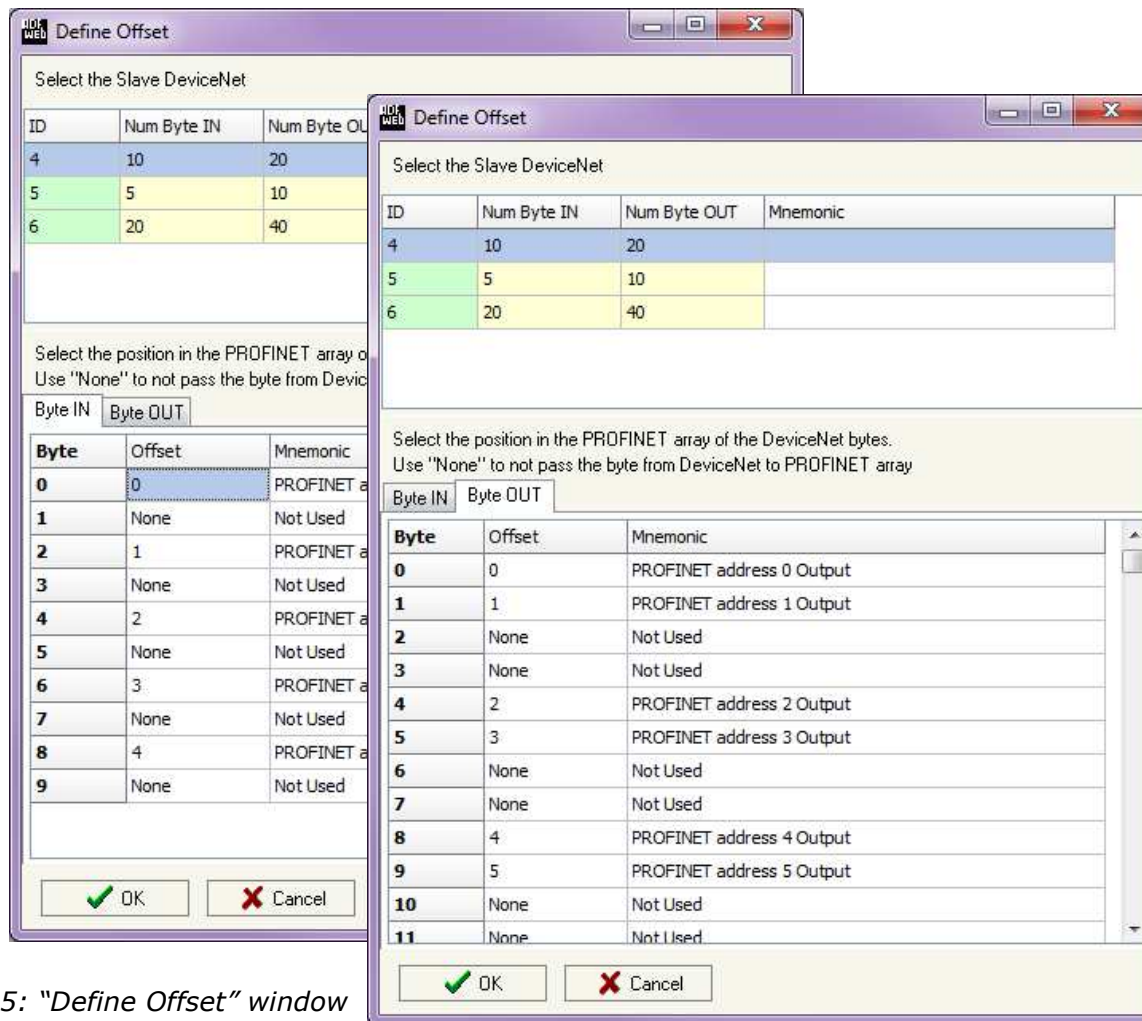 Define Offset
Select the Slave DeviceNet
ID Num Byte IN Num Byte OU
4 10 20
5 5 10
6 20 40
Select the position in the PROFINET array o
Use "None" to not pass the byte from Devic
Byte IN Byte OUT
Byte Offset Mnemonic
0 0 PROFINET a
1 None Not Used
2 1 PROFINET a
3 None Not Used
4 2 PROFINET a
5 None Not Used
6 3 PROFINET a
7 None Not Used
8 4 PROFINET a
9 None Not Used
OK Cancel
Define Offset
Select the Slave DeviceNet
ID Num Byte IN Num Byte OUT Mnemonic
4 10 20
5 5 10
6 20 40
Select the position in the PROFINET array of the DeviceNet bytes.
Use "None" to not pass the byte from DeviceNet to PROFINET array
Byte IN Byte OUT
Byte Offset Mnemonic
0 0 PROFINET address 0 Output
1 1 PROFINET address 1 Output
2 None Not Used
3 None Not Used
4 2 PROFINET address 2 Output
5 3 PROFINET address 3 Output
6 None Not Used
7 None Not Used
8 4 PROFINET address 4 Output
9 5 PROFINET address 5 Output
10 None Not Used
11 None Not Used
OK Cancel
5: “Define Offset” window